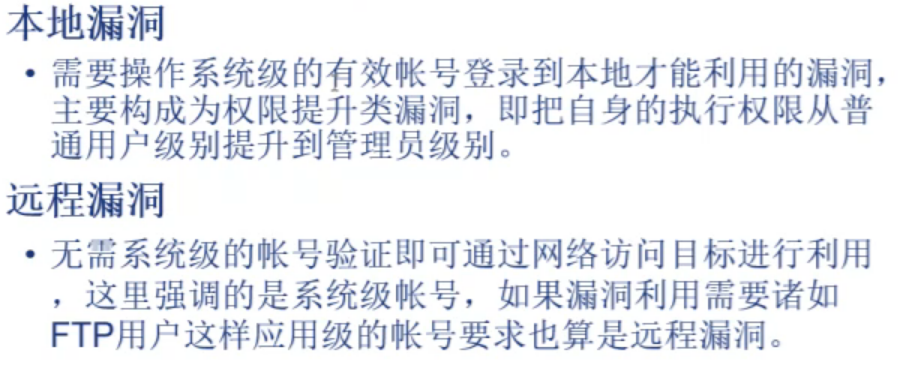 本地漏洞
• 需要操作系统级的有效帐号登录到本地才能利用的漏洞，
主要构成为权限提升类漏洞，即把自身的执行权限从普
通用户级别提升到管理员级别。
远程漏洞
• 无需系统级的帐号验证即可通过网络访问目标进行利用
，这里强调的是系统级帐号，如果漏洞利用需要诸如
FTP用户这样应用级的帐号要求也算是远程漏洞。